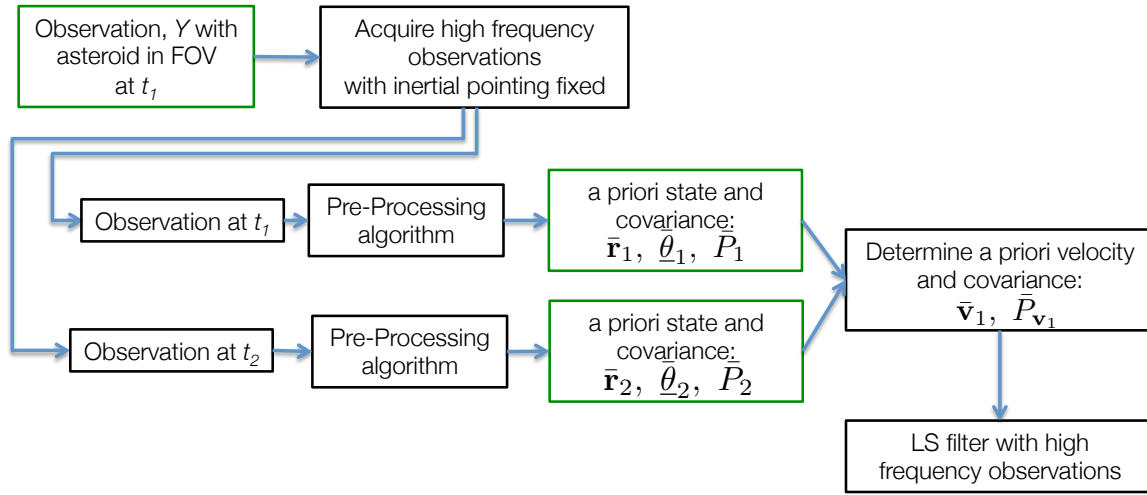 Observation, Y with
asteroid in FOV
at t₁
Acquire high frequency
observations
with inertial pointing fixed
Observation at t₁
Pre-Processing
algorithm
a priori state and
covariance:
r̄₁, θ̲̄₁, P̄₁
Determine a priori velocity
and covariance:
v̄₁, P̄ᵥ₁
Observation at t₂
Pre-Processing
algorithm
a priori state and
covariance:
r̄₂, θ̲̄₂, P̄₂
LS filter with high
frequency observations